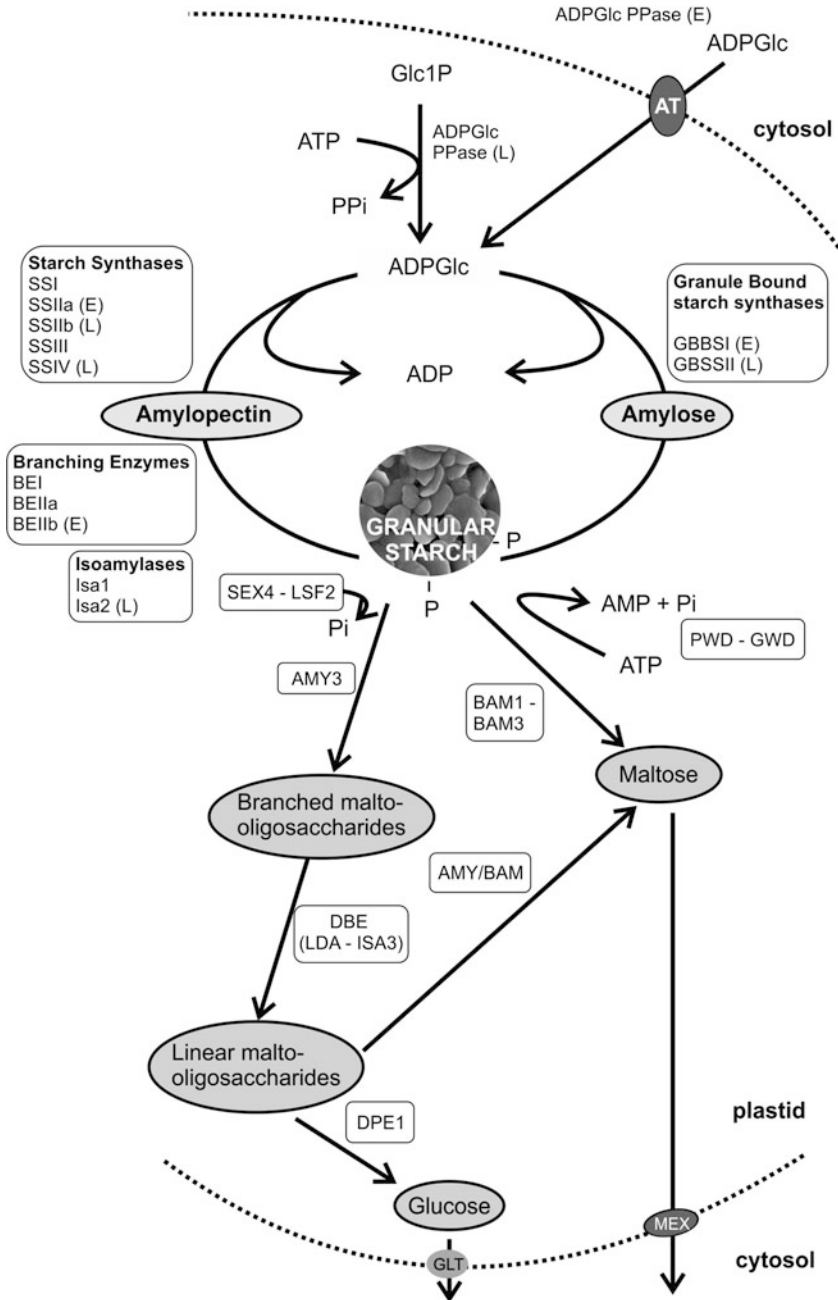 ADPGlc PPase (E)
ADPGlc
AT
cytosol
Glc1P
ATP
ADPGlc
PPase (L)
PPi
ADPGlc
Starch Synthases
SSI
SSIIa (E)
SSIIb (L)
SSIII
SSIV (L)
Granule Bound
starch synthases
GBBSI (E)
GBSSII (L)
ADP
Amylopectin
Amylose
Branching Enzymes
BEI
BEIIa
BEIIb (E)
GRANULAR
STARCH
- P
Isoamylases
Isa1
Isa2 (L)
SEX4 - LSF2
Pi
P
AMP + Pi
PWD - GWD
ATP
AMY3
BAM1 -
BAM3
Maltose
Branched malto-
oligosaccharides
AMY/BAM
DBE
(LDA - ISA3)
Linear malto-
oligosaccharides
DPE1
plastid
Glucose
MEX
GLT
cytosol